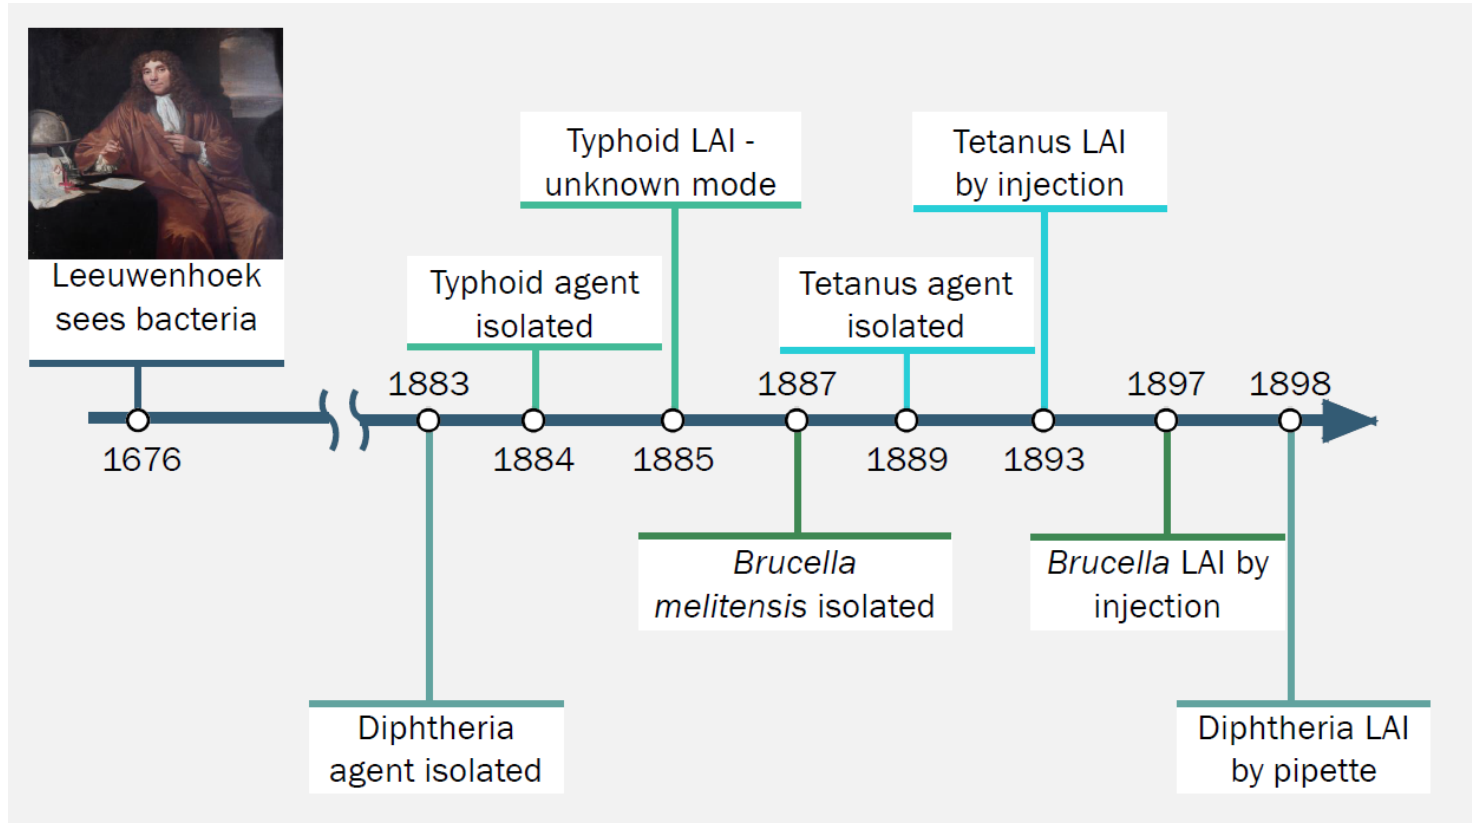 Leeuwenhoek
sees bacteria
1676
1883
Diphtheria
agent isolated
Typhoid agent
isolated
1884
Typhoid LAI -
unknown mode
1885
1887
Brucella
melitensis isolated
Tetanus agent
isolated
1889
Tetanus LAI
by injection
1893
1897
Brucella LAI by
injection
1898
Diphtheria LAI
by pipette